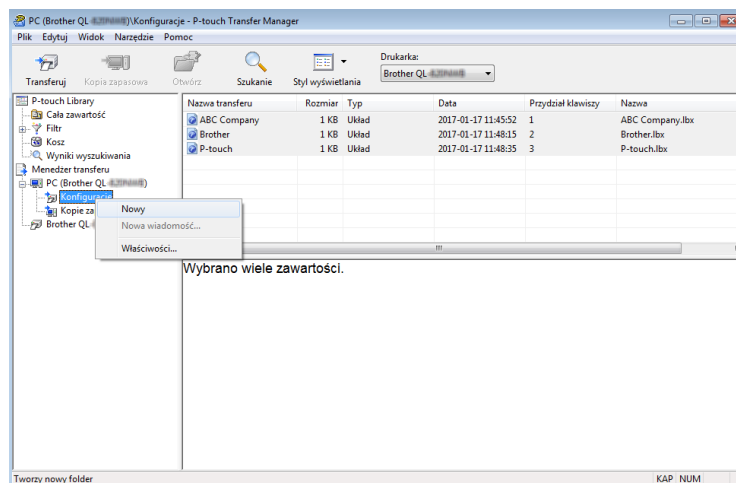 PC (Brother QL \Konfiguracje - P-touch Transfer Manager
Plik Edytuj Widok Narzędzie Pomoc
Drukarka:
Brother QL
Transferuj Kopia zapasowa Otwórz Szukanie Styl wyświetlania
P-touch Library
Cała zawartość
Filtr
Kosz
Wyniki wyszukiwania
Menedżer transferu
PC (Brother QL )
Konfiguracje
Kopie za
Brother QL
Nowy
Nowa wiadomość...
Właściwości...
Nazwa transferu Rozmiar Typ Data Przydział klawiszy Nazwa
ABC Company 1 KB Układ 2017-01-17 11:45:52 1 ABC Company.lbx
Brother 1 KB Układ 2017-01-17 11:48:15 2 Brother.lbx
P-touch 1 KB Układ 2017-01-17 11:48:35 3 P-touch.lbx
Wybrano wiele zawartości.
Tworzy nowy folder KAP NUM